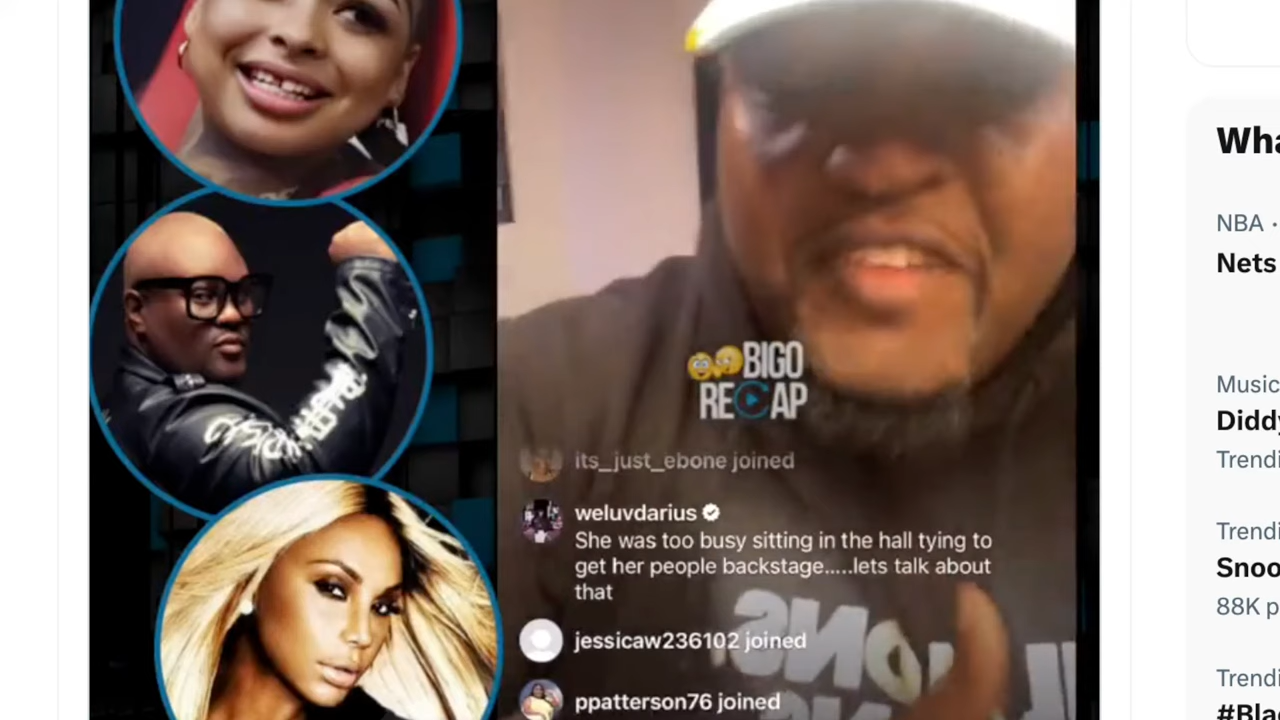 BIGO
RECAP
its_just_ebone joined
weluvdarius
She was too busy sitting in the hall tying to
get her people backstage.....lets talk about
that
jessicaw236102 joined
ppatterson76 joined
Wha
NBA ·
Nets
Music
Diddy
Trendi
Trendi
Snoo
88K p
Trendi
#Bla